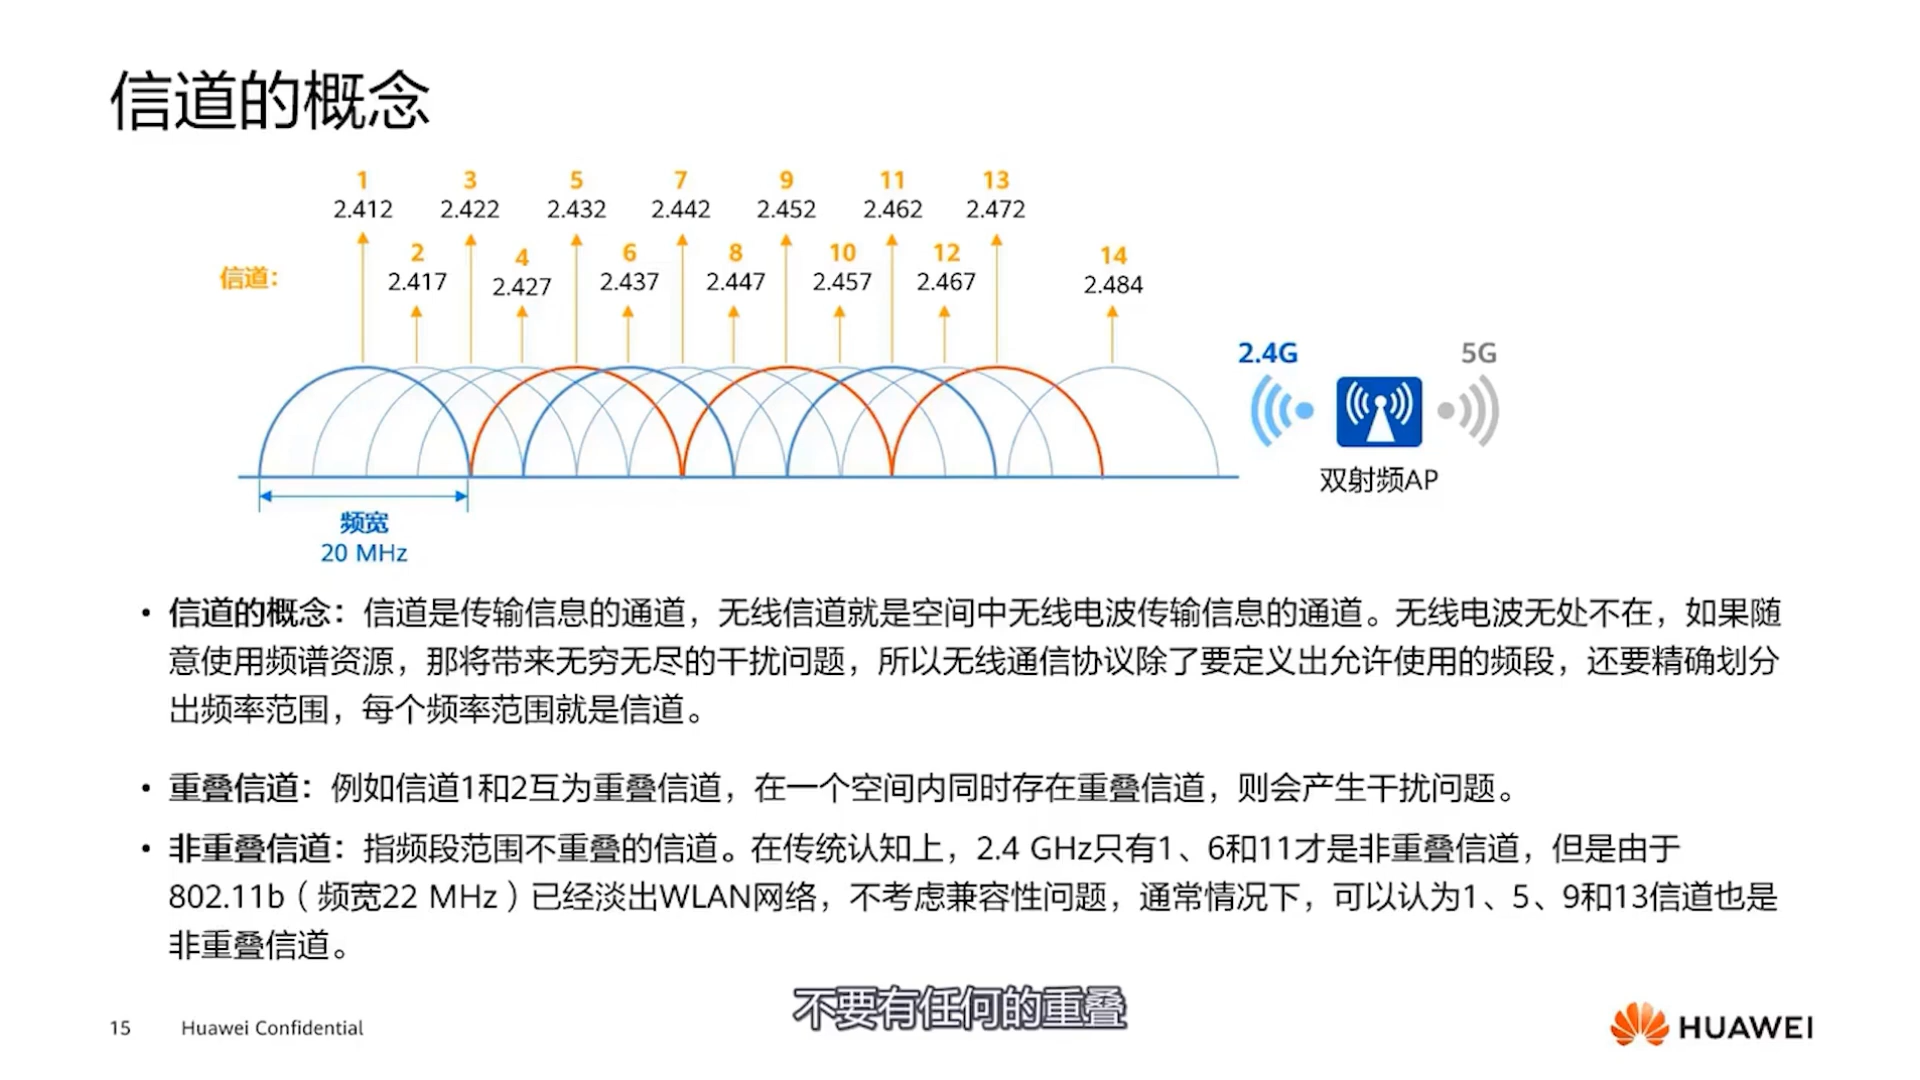 信道的概念
1 3 5 7 9 11 13
2.412 2.422 2.432 2.442 2.452 2.462 2.472
2 4 6 8 10 12 14
信道:
2.417 2.427 2.437 2.447 2.457 2.467 2.484
2.4G 5G
双射频AP
频宽
20 MHz
• 信道的概念：信道是传输信息的通道，无线信道就是空间中无线电波传输信息的通道。无线电波无处不在，如果随
意使用频谱资源，那将带来无穷无尽的干扰问题，所以无线通信协议除了要定义出允许使用的频段，还要精确划分
出频率范围，每个频率范围就是信道。
• 重叠信道：例如信道1和2互为重叠信道，在一个空间内同时存在重叠信道，则会产生干扰问题。
• 非重叠信道：指频段范围不重叠的信道。在传统认知上，2.4 GHz只有1、6和11才是非重叠信道，但是由于
802.11b（频宽22 MHz）已经淡出WLAN网络，不考虑兼容性问题，通常情况下，可以认为1、5、9和13信道也是
非重叠信道。
不要有任何的重叠
15 Huawei Confidential
HUAWEI